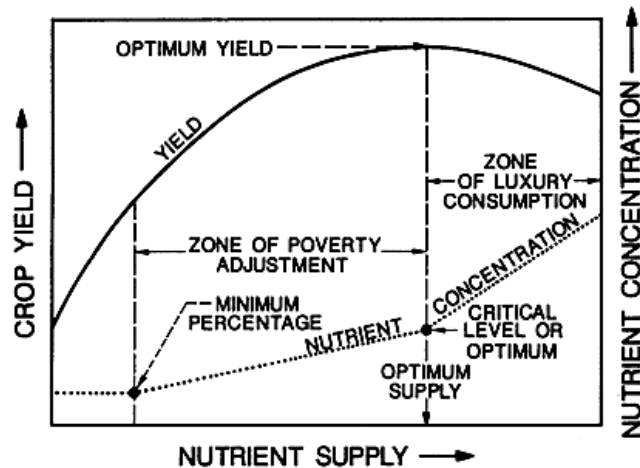 OPTIMUM YIELD
YIELD
ZONE
OF LUXURY
CONSUMPTION
ZONE OF POVERTY
ADJUSTMENT
CONCENTRATION
MINIMUM
PERCENTAGE
NUTRIENT
CRITICAL
LEVEL OR
OPTIMUM
OPTIMUM
SUPPLY
CROP YIELD
NUTRIENT CONCENTRATION
NUTRIENT SUPPLY